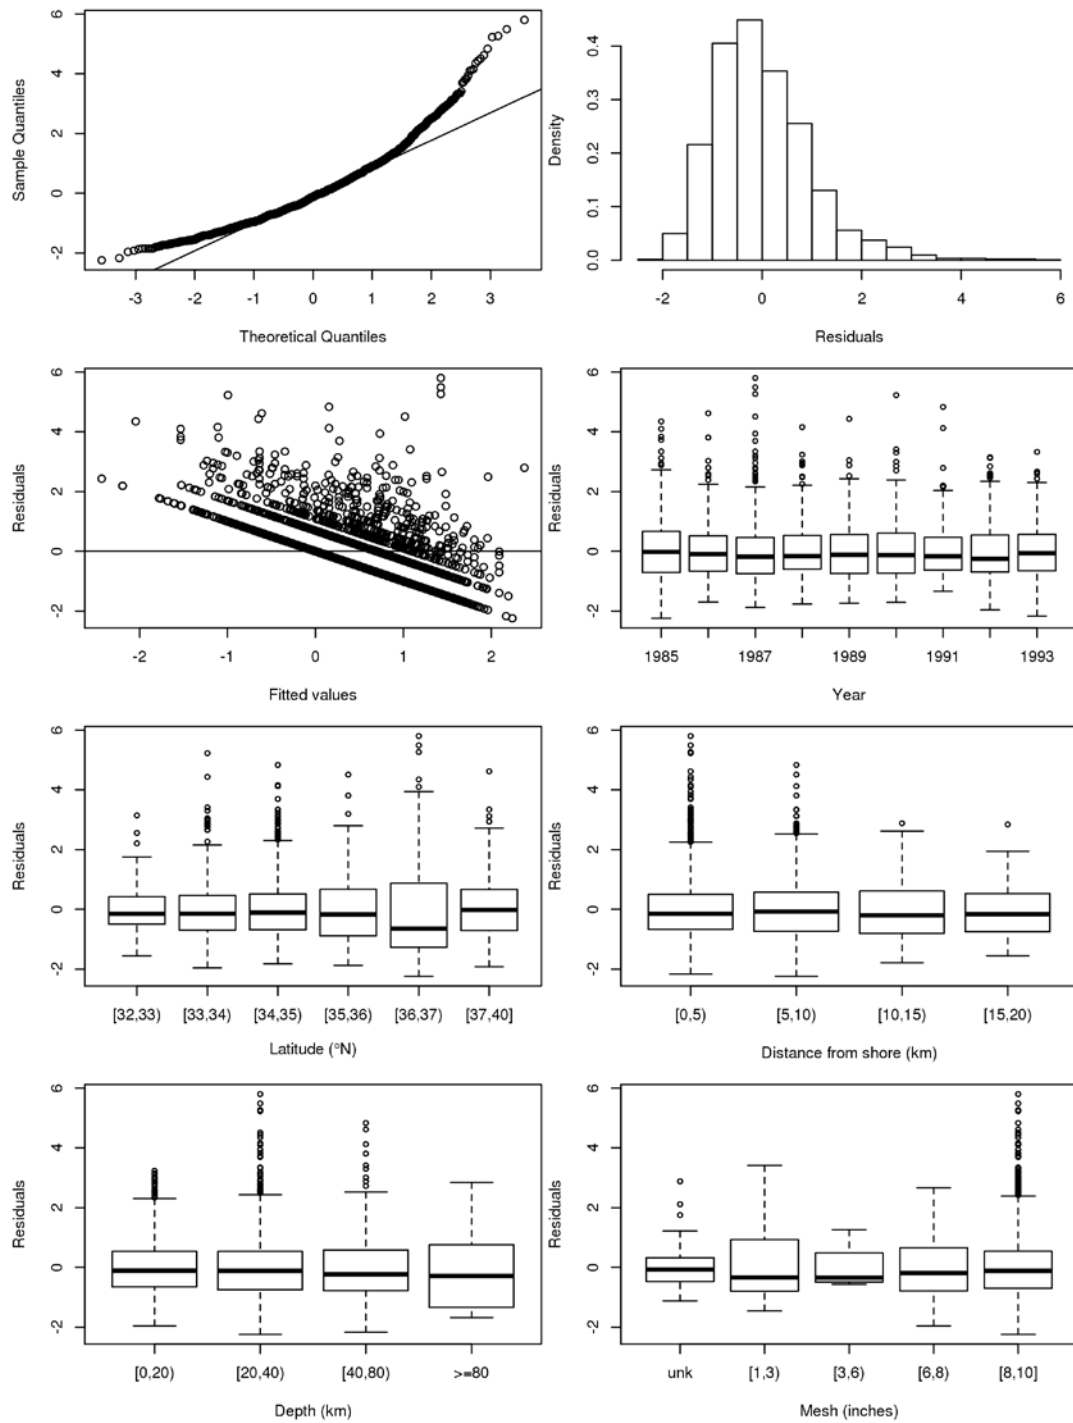 6
4
2
0
-2
Sample Quantiles
-3 -2 -1 0 1 2 3
Theoretical Quantiles
0.4
0.3
0.2
0.1
0.0
Density
-2 0 2 4 6
Residuals
6
4
2
0
-2
Residuals
-2 -1 0 1 2
Fitted values
6
4
2
0
-2
Residuals
1985 1987 1989 1991 1993
Year
6
4
2
0
-2
Residuals
[32,33) [33,34) [34,35) [35,36) [36,37) [37,40]
Latitude (°N)
6
4
2
0
-2
Residuals
[0,5) [5,10) [10,15) [15,20)
Distance from shore (km)
6
4
2
0
-2
Residuals
[0,20) [20,40) [40,80) >=80
Depth (km)
6
4
2
0
-2
Residuals
unk [1,3) [3,6) [6,8) [8,10]
Mesh (inches)